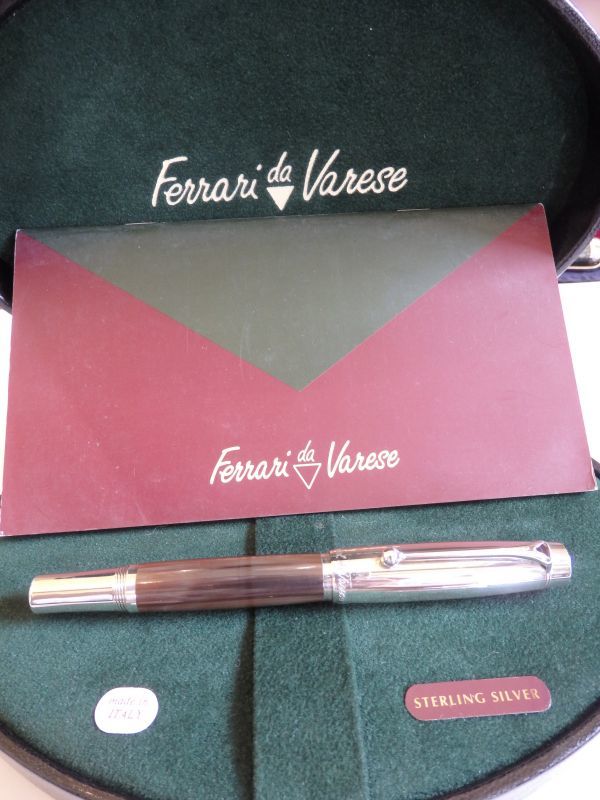 Ferrari da Varese
Ferrari da Varese
made in
ITALY
STERLING SILVER